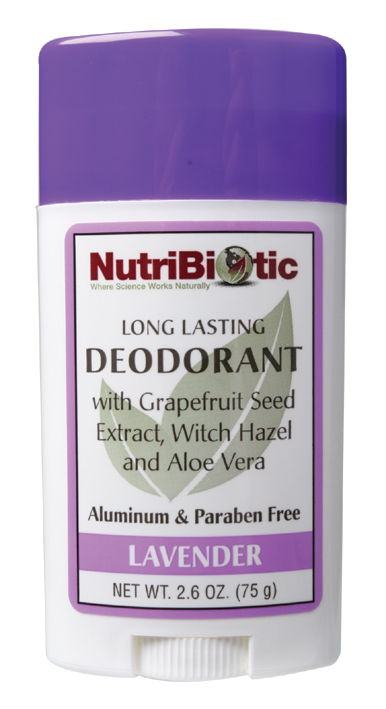 NutriBiotic
Where Science Works Naturally
LONG LASTING
DEODORANT
with Grapefruit Seed
Extract, Witch Hazel
and Aloe Vera
Aluminum & Paraben Free
LAVENDER
NET WT. 2.6 OZ. (75 g)